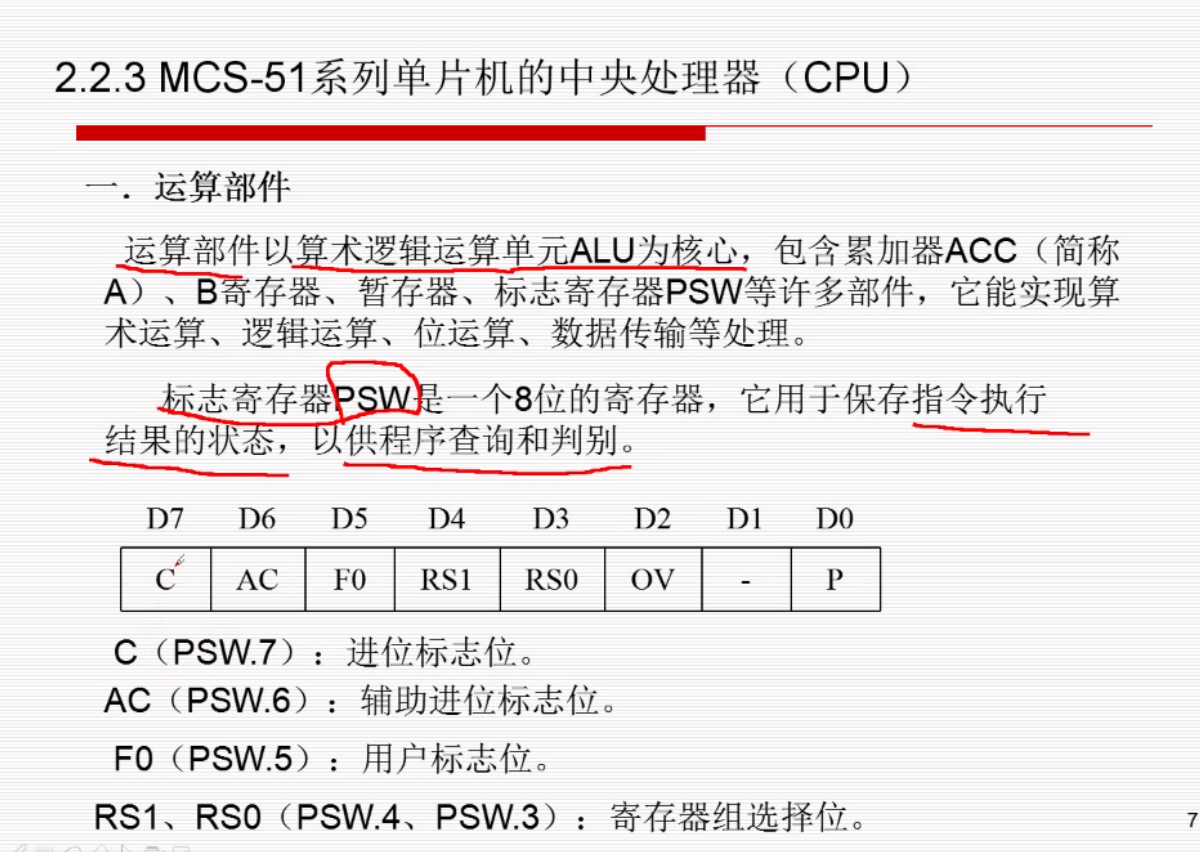 2.2.3 MCS-51系列单片机的中央处理器（CPU）
一．运算部件
运算部件以算术逻辑运算单元ALU为核心，包含累加器ACC（简称
A）、B寄存器、暂存器、标志寄存器PSW等许多部件，它能实现算
术运算、逻辑运算、位运算、数据传输等处理。
标志寄存器PSW是一个8位的寄存器，它用于保存指令执行
结果的状态，以供程序查询和判别。
D7 D6 D5 D4 D3 D2 D1 D0
C AC F0 RS1 RS0 OV - P
C（PSW.7）：进位标志位。
AC（PSW.6）：辅助进位标志位。
F0（PSW.5）：用户标志位。
RS1、RS0（PSW.4、PSW.3）：寄存器组选择位。
7